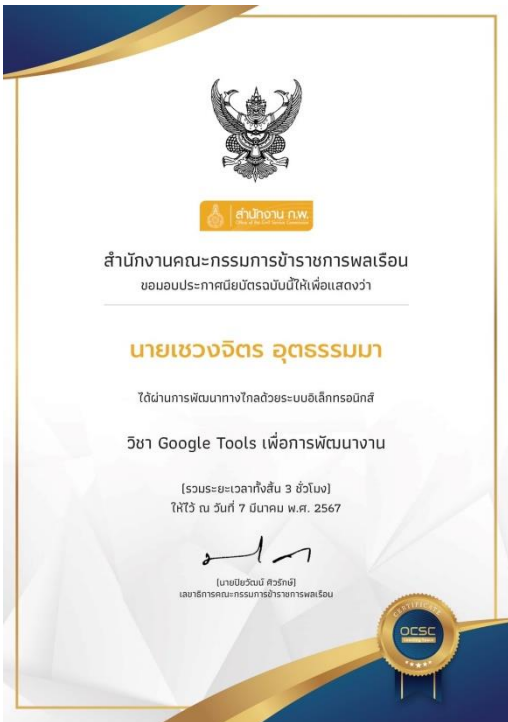 สำนักงาน ก.พ.
Office of the Civil Service Commission
สำนักงานคณะกรรมการข้าราชการพลเรือน
ขอมอบประกาศนียบัตรฉบับนี้ให้เพื่อแสดงว่า
นายเชวงจิตร อุตธรรมมา
ได้ผ่านการพัฒนาทางไกลด้วยระบบอิเล็กทรอนิกส์
วิชา Google Tools เพื่อการพัฒนางาน
(รวมระยะเวลาทั้งสิ้น 3 ชั่วโมง)
ให้ไว้ ณ วันที่ 7 มีนาคม พ.ศ. 2567
(นายปิยวัฒน์ ศิวรักษ์)
เลขาธิการคณะกรรมการข้าราชการพลเรือน
CERTIFICATE
OCSC